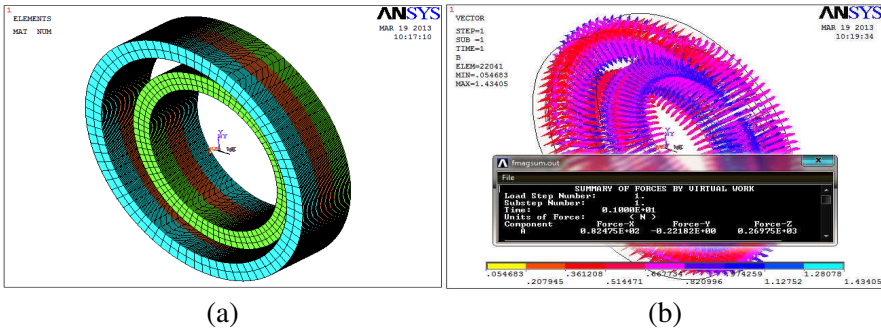 1
ELEMENTS
MAT NUM
ANSYS
MAR 19 2013
10:17:10
Y
(a)
1
VECTOR
STEP=1
SUB =1
TIME=1
B
ELEM=22041
MIN=.054683
MAX=1.43405
ANSYS
MAR 19 2013
10:19:34
fmagsum.out
File
SUMMARY OF FORCES BY VIRTUAL WORK
Load Step Number: 1.
Substep Number: 1.
Time: 0.1000E+01
Units of Force: < N >
Component Force-X Force-Y Force-Z
A 0.82475E+02 -0.22182E+00 0.26975E+03
.054683 .361208 .667734 .974259 1.28078
.207945 .514471 .820996 1.12752 1.43405
(b)